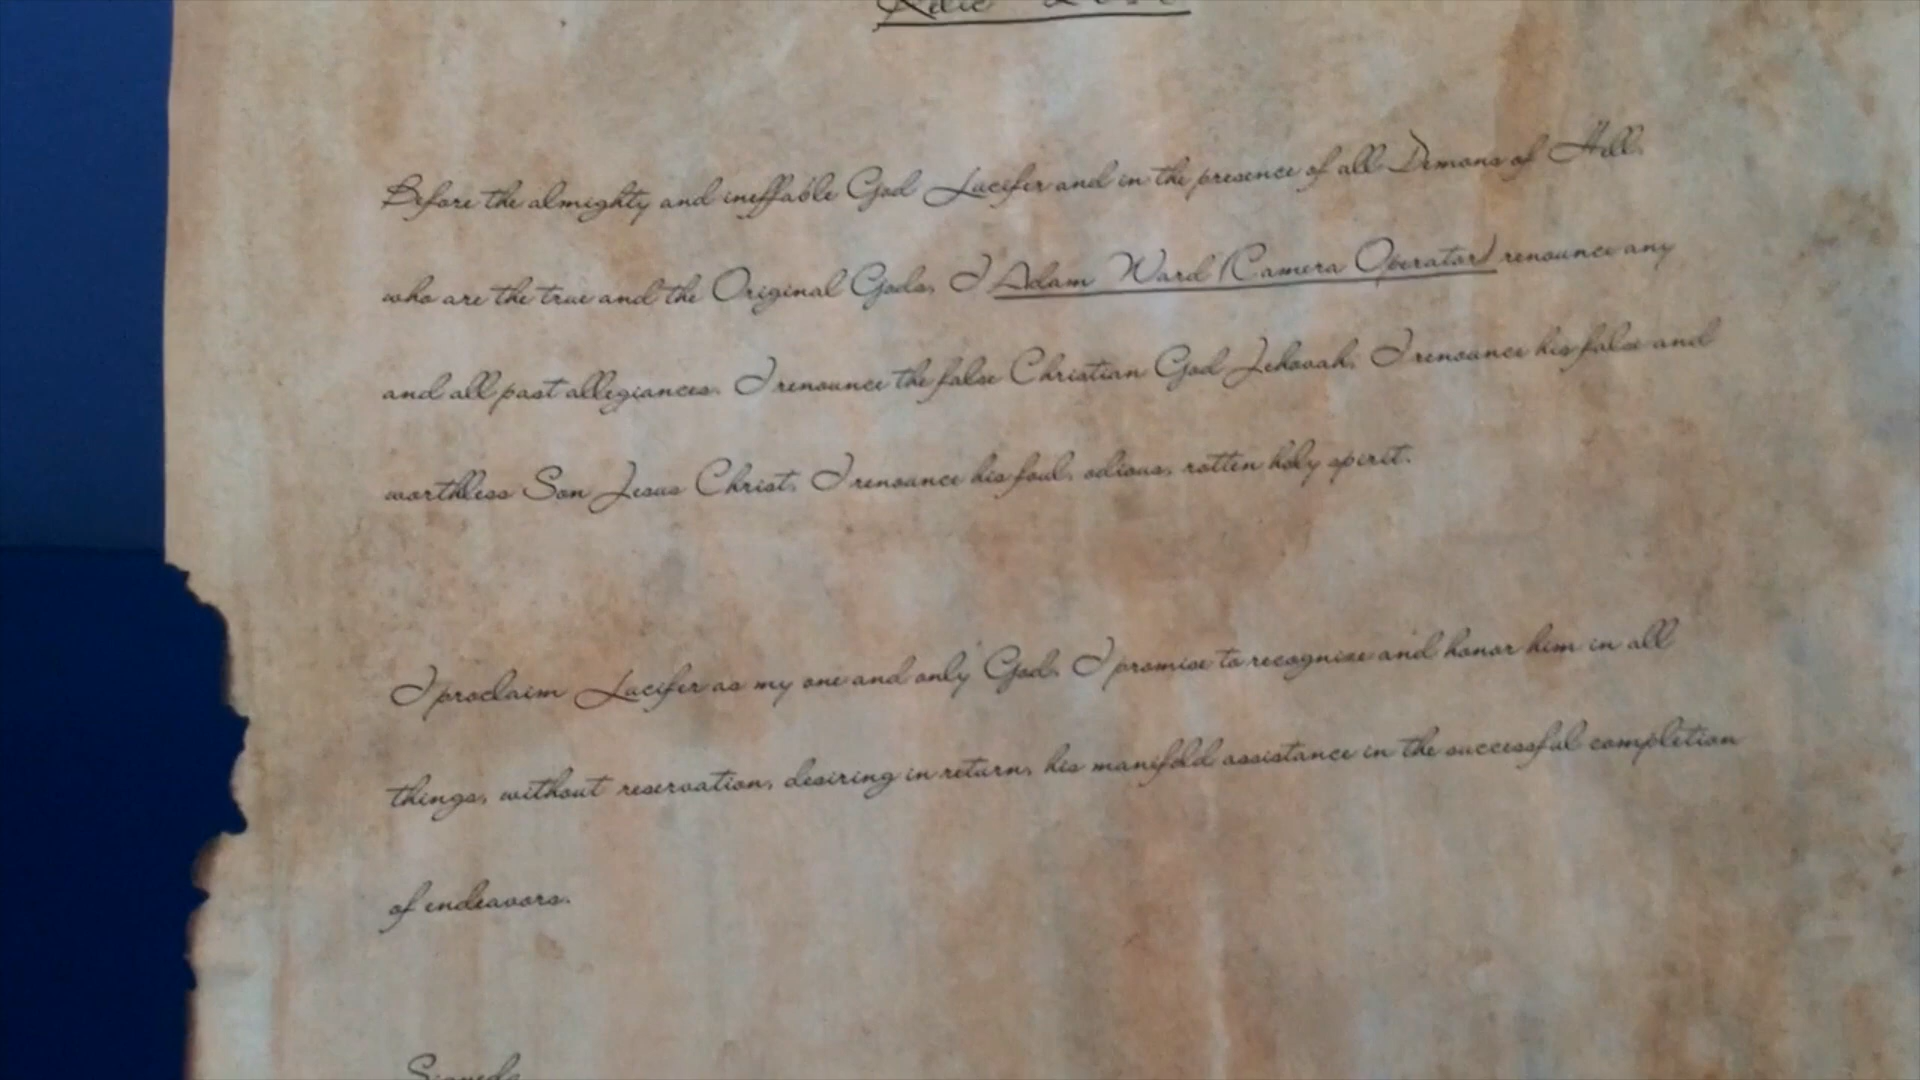 Before the almighty and ineffable God Lucifer and in the presence of all Demons of Hell,
who are the true and the Original Gods, I Adam Ward (Camera Operator) renounce any
and all past allegiances. I renounce the false Christian God Jehovah, I renounce his false and
worthless Son Jesus Christ, I renounce his foul, odious, rotten holy spirit.
I proclaim Lucifer as my one and only God. I promise to recognize and honor him in all
things, without reservation, desiring in return, his manifold assistance in the successful completion
of endeavors.